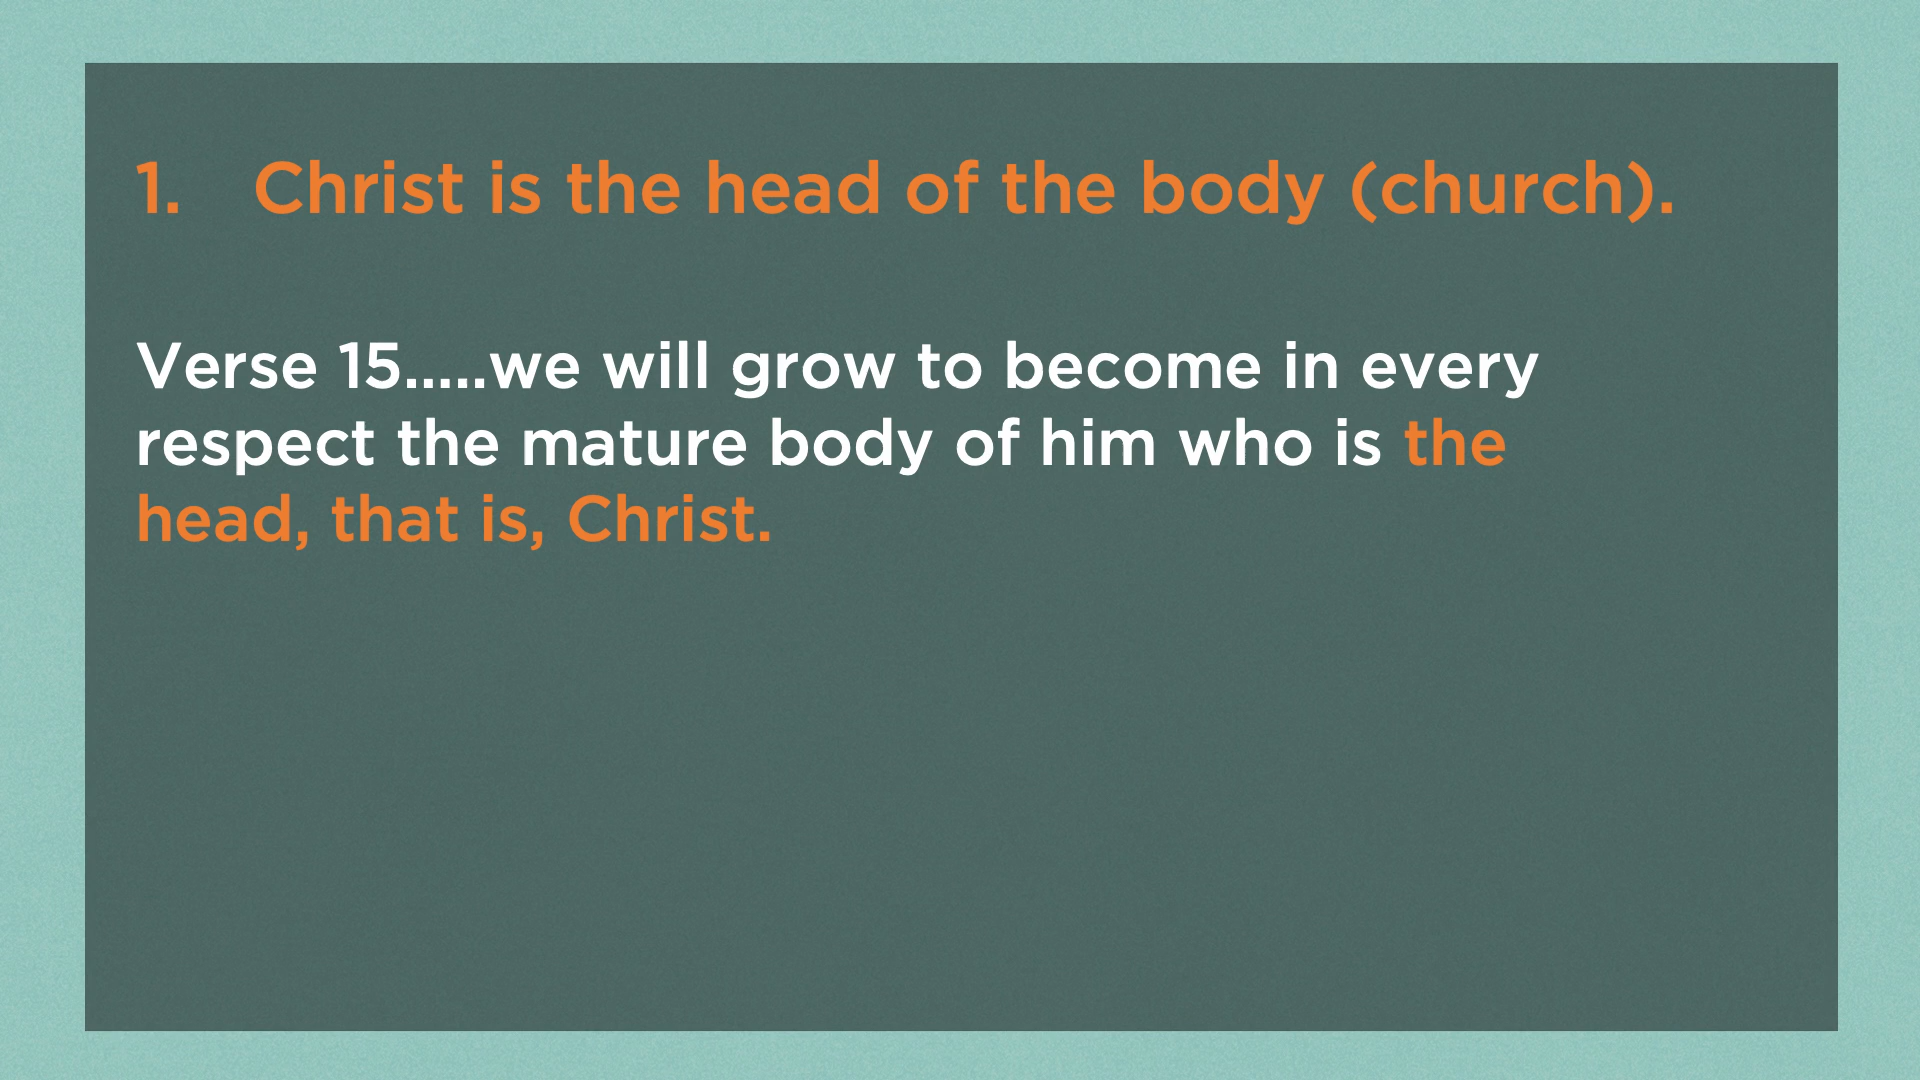 1. Christ is the head of the body (church).
Verse 15.....we will grow to become in every
respect the mature body of him who is the
head, that is, Christ.